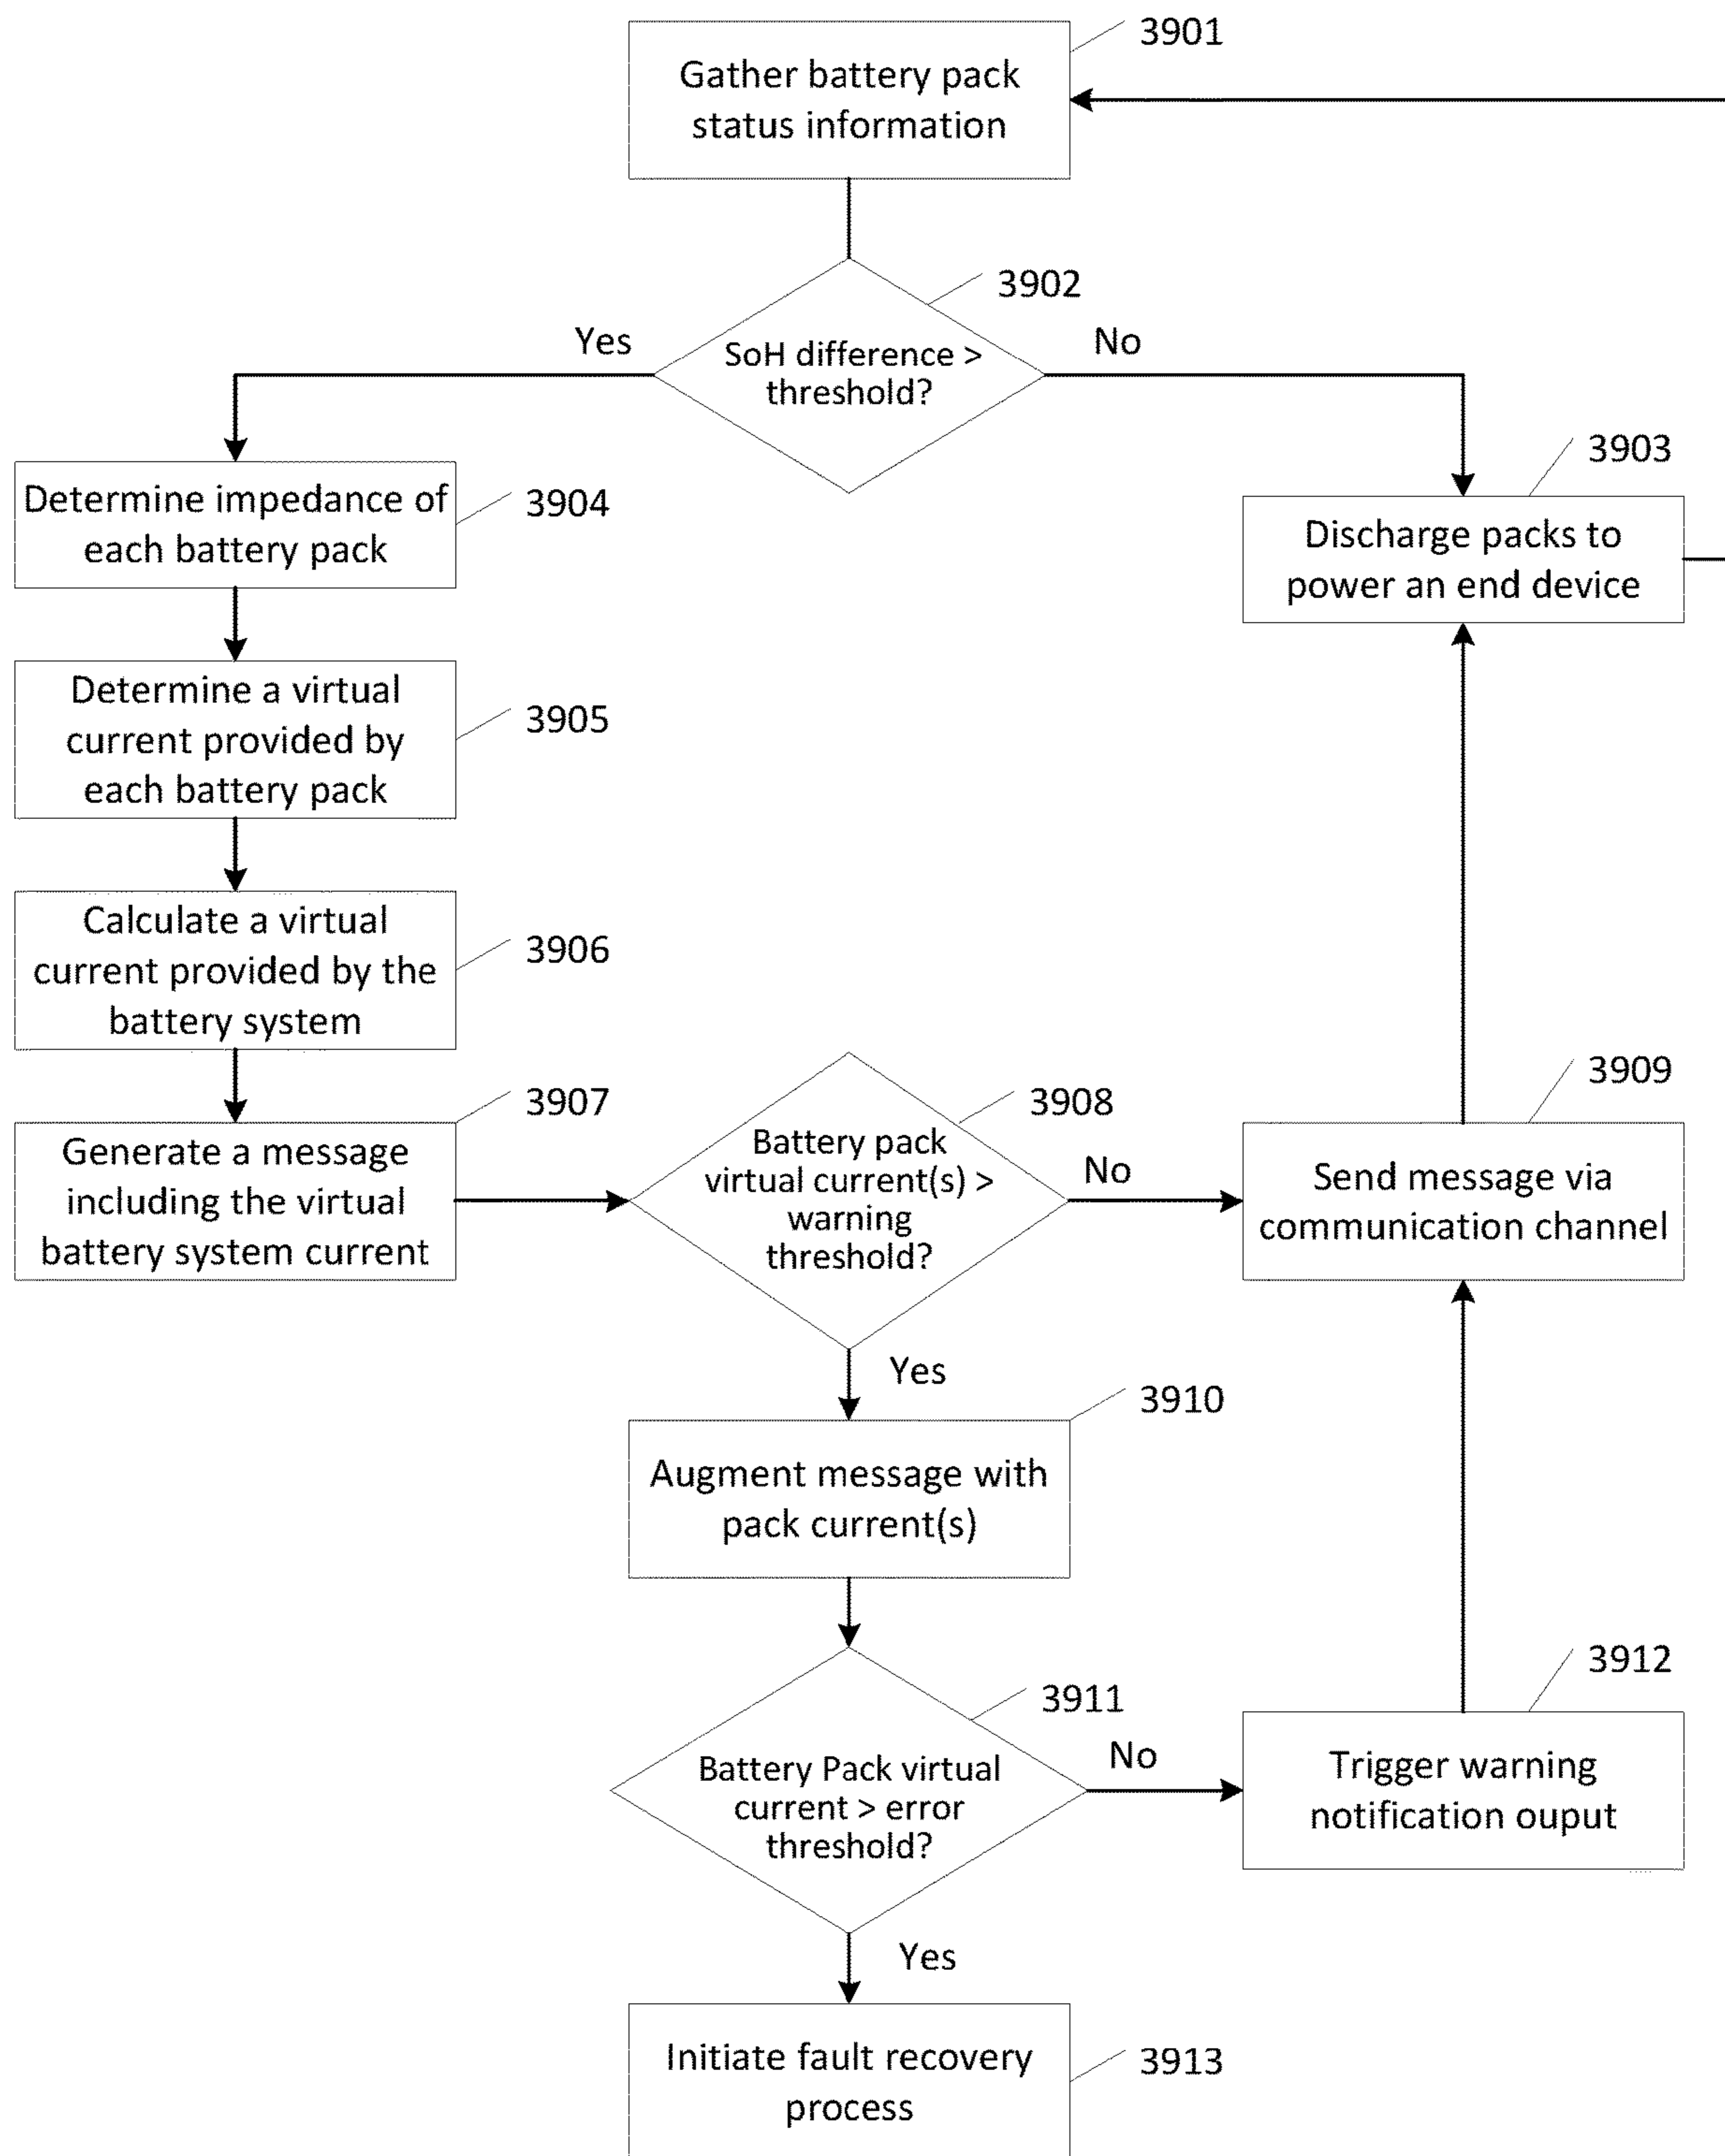 3901
Gather battery pack
status information
3902
Yes
No
SoH difference >
threshold?
3903
Determine impedance of
each battery pack
3904
Discharge packs to
power an end device
Determine a virtual
current provided by
each battery pack
3905
Calculate a virtual
current provided by the
battery system
3906
3907
Generate a message
including the virtual
battery system current
3908
Battery pack
virtual current(s) >
warning
threshold?
No
3909
Send message via
communication channel
Yes
3910
Augment message with
pack current(s)
3911
Battery Pack virtual
current > error
threshold?
No
3912
Trigger warning
notification ouput
Yes
Initiate fault recovery
process
3913